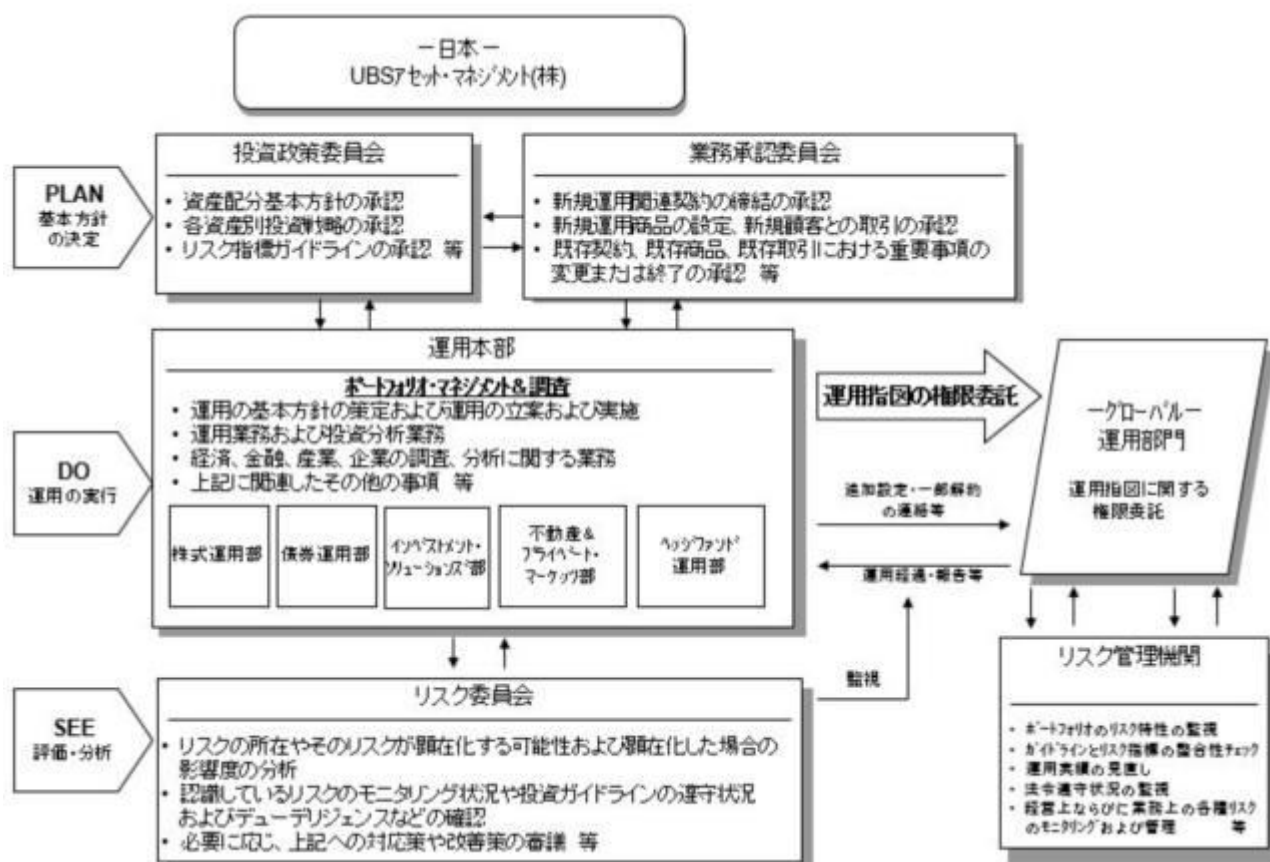 －日本－
UBSアセット・マネジメント(株)
PLAN
基本方針
の決定
投資政策委員会
・ 資産配分基本方針の承認
・ 各資産別投資戦略の承認
・ リスク指標ガイドラインの承認 等
業務承認委員会
・ 新規運用関連契約の締結の承認
・ 新規運用商品の設定、新規顧客との取引の承認
・ 既存契約、既存商品、既存取引における重要事項の
変更または終了の承認 等
DO
運用の実行
運用本部
ポートフォリオ・マネジメント&調査
・ 運用の基本方針の策定および運用の立案および実施
・ 運用業務および投資分析業務
・ 経済、金融、産業、企業の調査、分析に関する業務
・ 上記に関連したその他の事項 等
株式運用部
債券運用部
インベストメント・
ソリューションズ部
不動産&
プライベート・
マーケッツ部
ヘッジファンド
運用部
運用指図の権限委託
追加設定・一部解約
の連絡等
運用経過・報告等
監視
－グローバル－
運用部門
運用指図に関する
権限委託
SEE
評価・分析
リスク委員会
・ リスクの所在やそのリスクが顕在化する可能性および顕在化した場合の
影響度の分析
・ 認識しているリスクのモニタリング状況や投資ガイドラインの遵守状況
およびデューデリジェンスなどの確認
・ 必要に応じ、上記への対応策や改善策の審議 等
リスク管理機関
・ ポートフォリオのリスク特性の監視
・ ガイドラインとリスク指標の整合性チェック
・ 運用実績の見直し
・ 法令遵守状況の監視
・ 経営上ならびに業務上の各種リスク
のモニタリングおよび管理 等